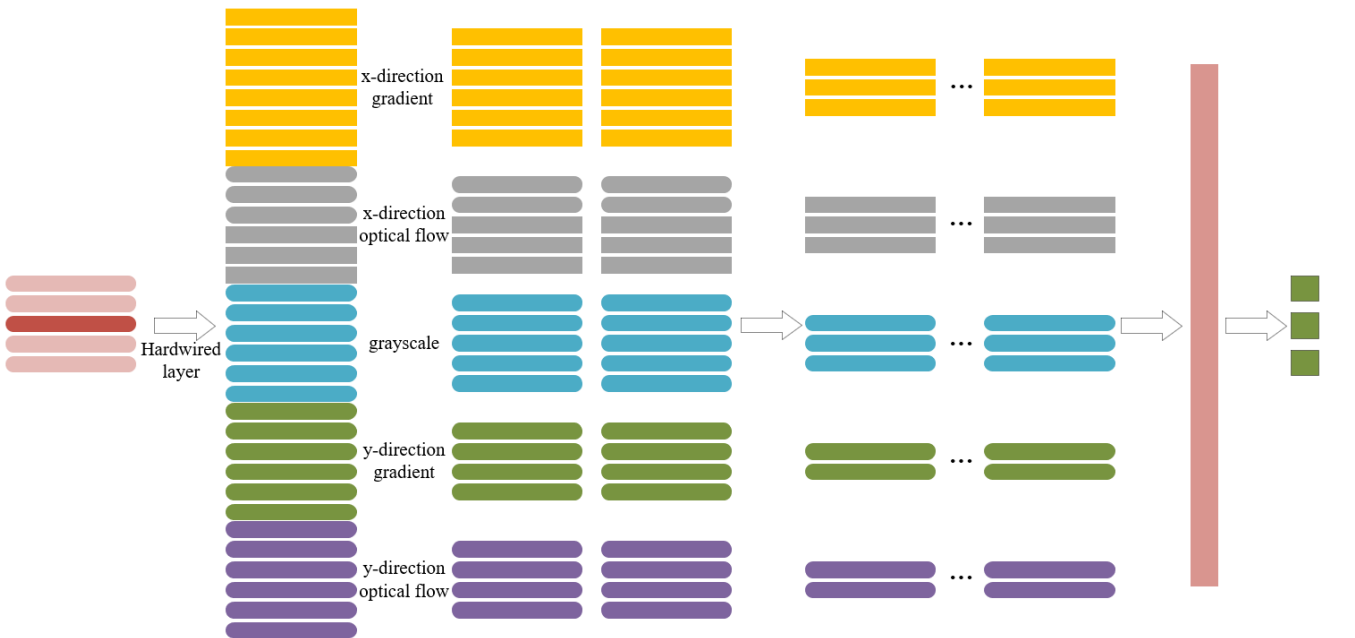 x-direction
gradient
...
x-direction
optical flow
...
Hardwired
layer
grayscale
...
y-direction
gradient
...
y-direction
optical flow
...